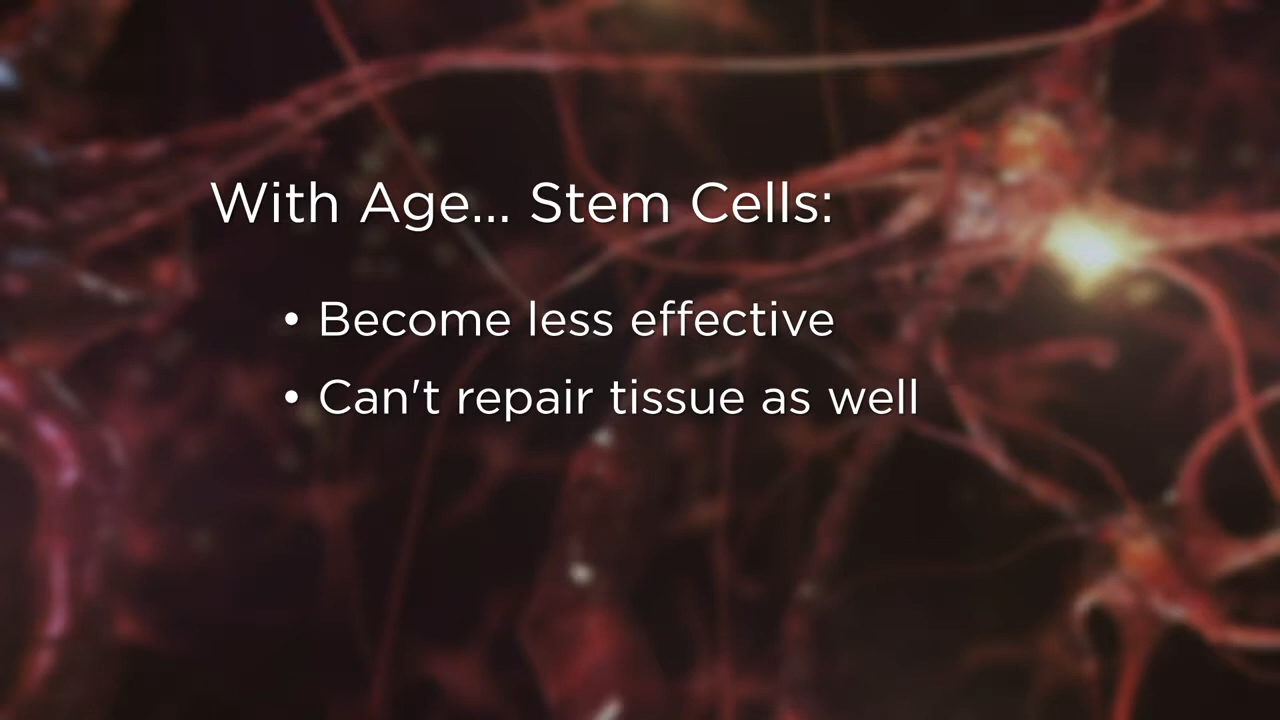 With Age... Stem Cells:
• Become less effective
• Can't repair tissue as well